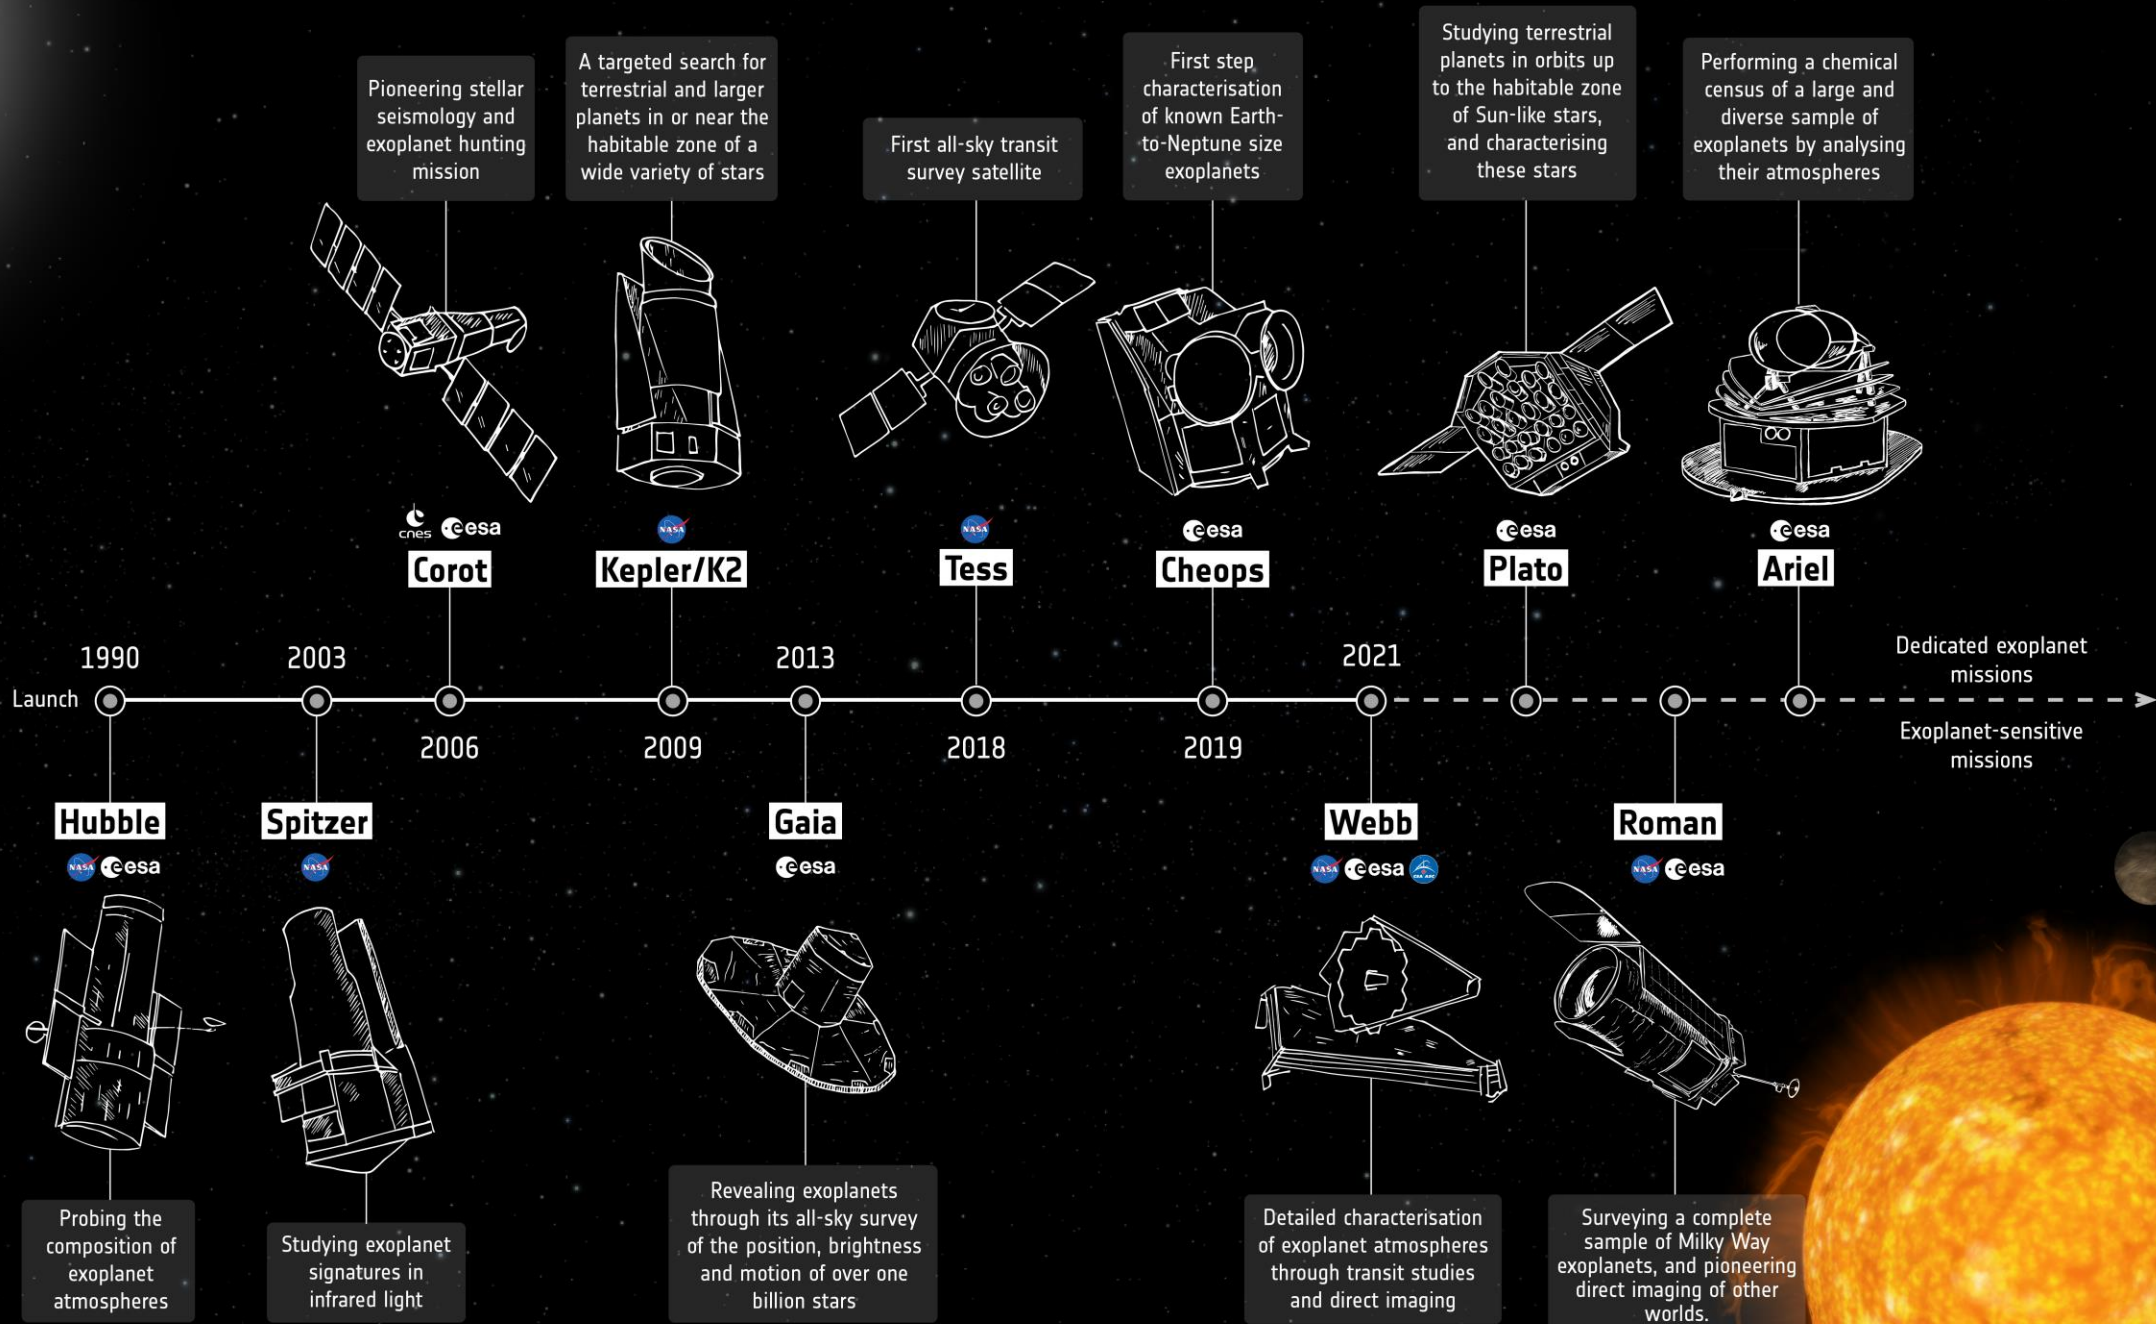 Pioneering stellar
seismology and
exoplanet hunting
mission
A targeted search for
terrestrial and larger
planets in or near the
habitable zone of a
wide variety of stars
First all-sky transit
survey satellite
First step
characterisation
of known Earth-
to-Neptune size
exoplanets
Studying terrestrial
planets in orbits up
to the habitable zone
of Sun-like stars,
and characterising
these stars
Performing a chemical
census of a large and
diverse sample of
exoplanets by analysing
their atmospheres
cnes esa
Corot
NASA
Kepler/K2
NASA
Tess
esa
Cheops
esa
Plato
esa
Ariel
1990
2003
2013
2021
Dedicated exoplanet
missions
Launch
2006
2009
2018
2019
Exoplanet-sensitive
missions
Hubble
NASA esa
Spitzer
NASA
Gaia
esa
Webb
NASA esa CSA ASC
Roman
NASA esa
Probing the
composition of
exoplanet
atmospheres
Studying exoplanet
signatures in
infrared light
Revealing exoplanets
through its all-sky survey
of the position, brightness
and motion of over one
billion stars
Detailed characterisation
of exoplanet atmospheres
through transit studies
and direct imaging
Surveying a complete
sample of Milky Way
exoplanets, and pioneering
direct imaging of other
worlds.